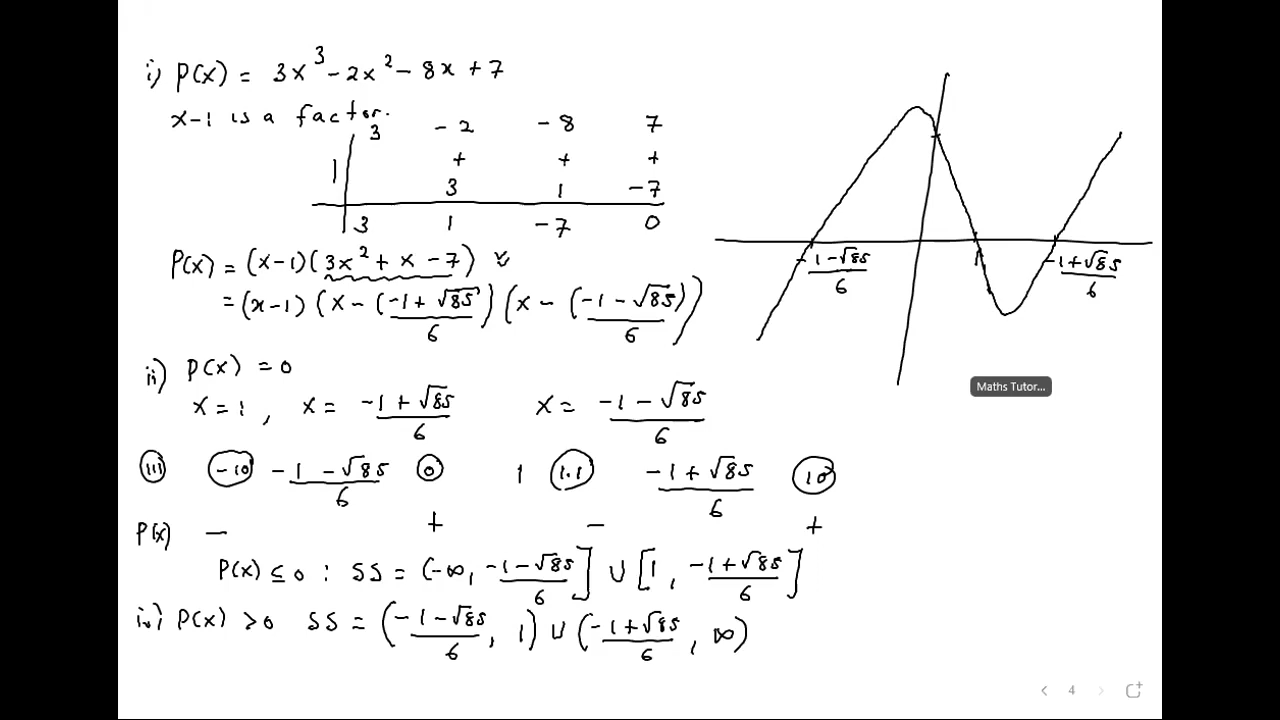 i) P(x) = 3x³ - 2x² - 8x + 7
x-1 is a factor.
3 -2 -8 7
1 + + +
3 1 -7
3 1 -7 0
P(x) = (x-1)(3x² + x - 7)
= (x-1) (x - (-1+√85)/6) (x - (-1-√85)/6)
ii) P(x) = 0
x = 1, x = (-1+√85)/6 x = (-1-√85)/6
iii) -10 (-1-√85)/6 0 1 1.1 (-1+√85)/6 10
P(x) - + - +
P(x) ≤ 0 : SS = (-∞, (-1-√85)/6] ∪ [1, (-1+√85)/6]
iv) P(x) > 0 SS = ((-1-√85)/6, 1) ∪ ((-1+√85)/6, ∞)
(-1-√85)/6 1 (-1+√85)/6
Maths Tutor...
< 4 >